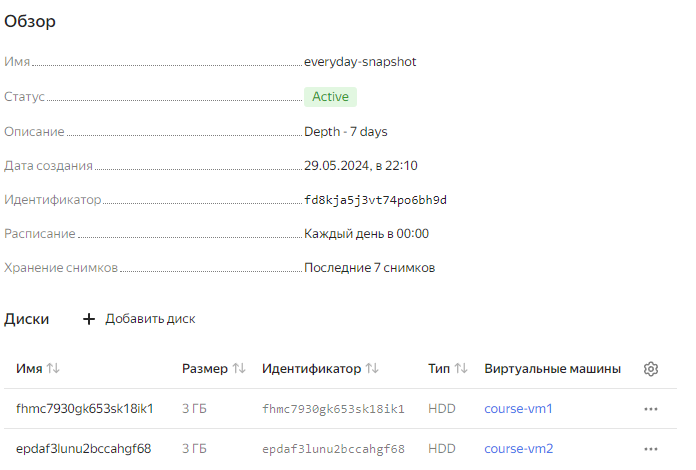 Обзор
Имя everyday-snapshot
Статус Active
Описание Depth - 7 days
Дата создания 29.05.2024, в 22:10
Идентификатор fd8kja5j3vt74po6bh9d
Расписание Каждый день в 00:00
Хранение снимков Последние 7 снимков
Диски + Добавить диск
Имя Размер Идентификатор Тип Виртуальные машины
fhmc7930gk653sk18ik1 3 ГБ fhmc7930gk653sk18ik1 HDD course-vm1
epdaf3lunu2bccahgf68 3 ГБ epdaf3lunu2bccahgf68 HDD course-vm2